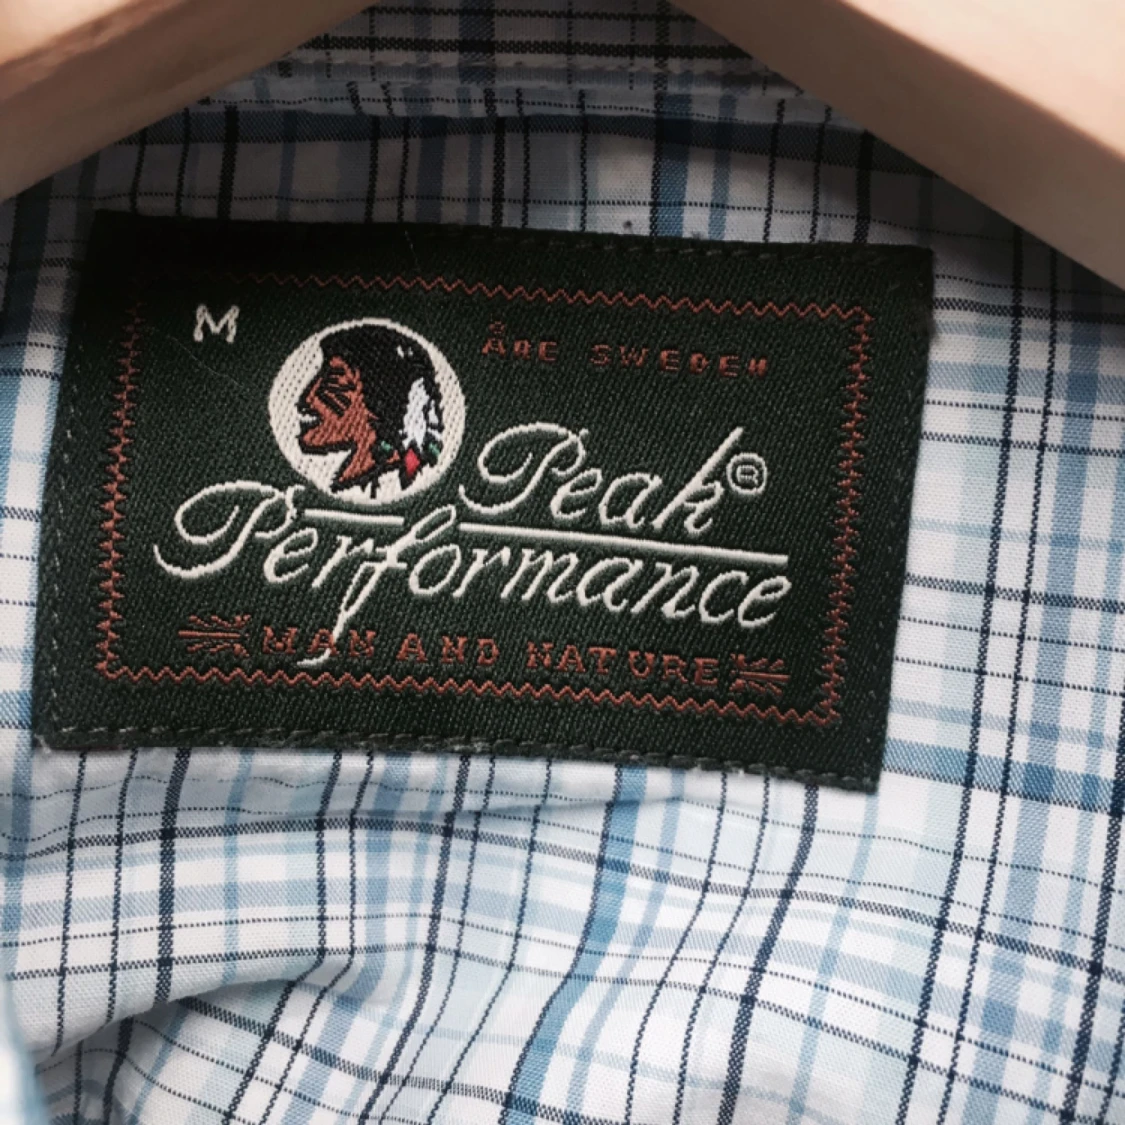 M
ÅRE SWEDEN
Peak®
Performance
MAN AND NATURE